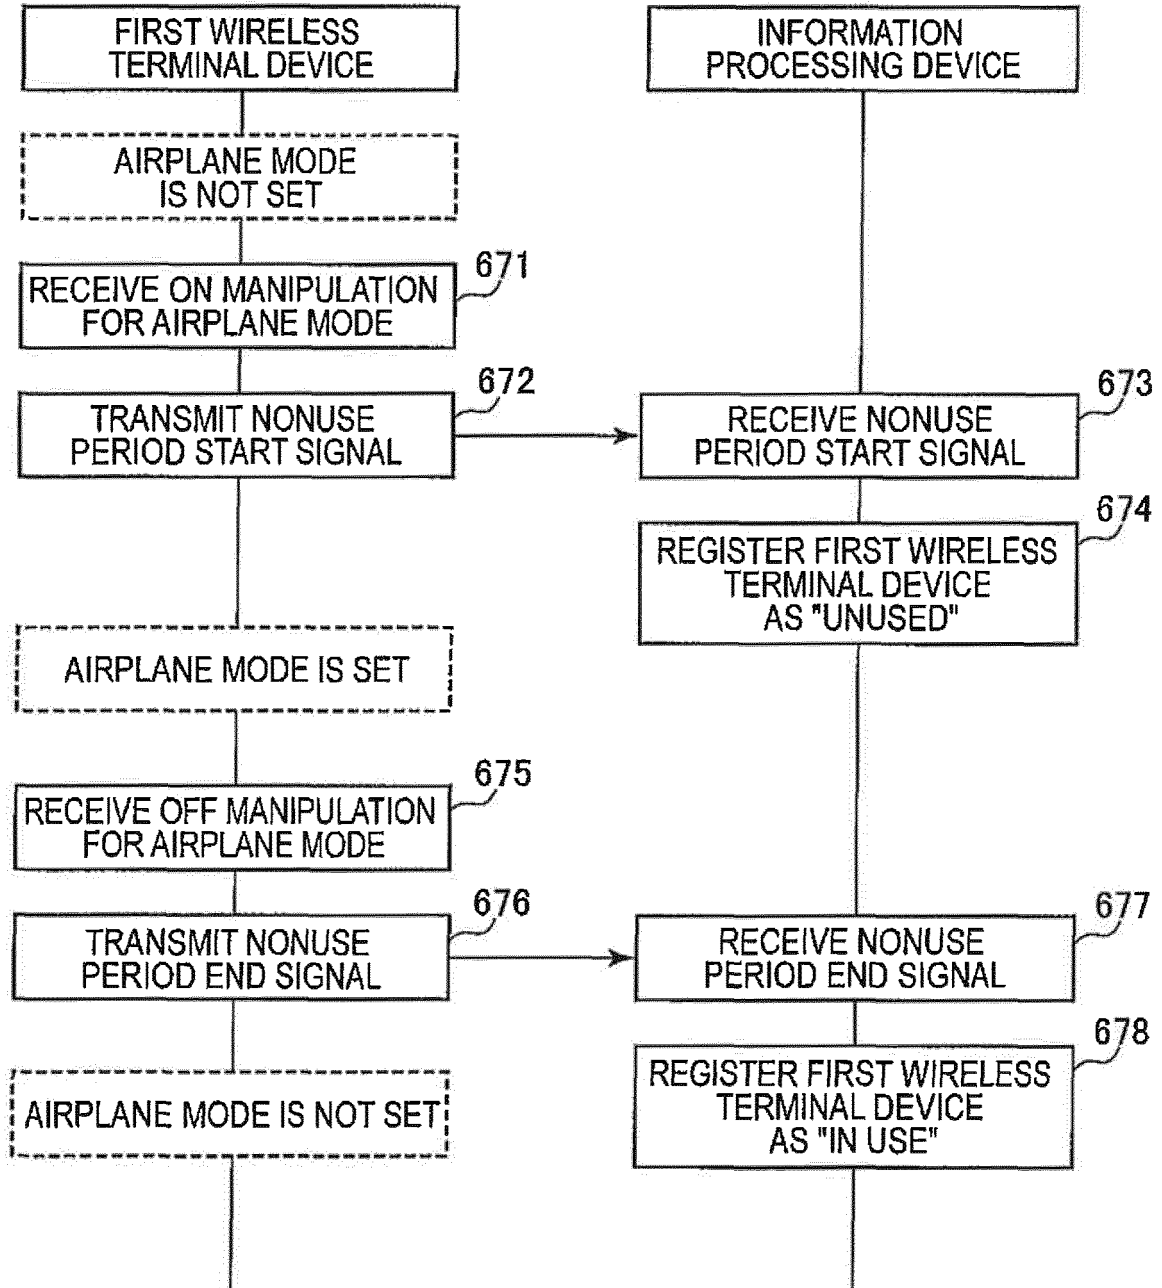 FIRST WIRELESS
TERMINAL DEVICE
INFORMATION
PROCESSING DEVICE
AIRPLANE MODE
IS NOT SET
671
RECEIVE ON MANIPULATION
FOR AIRPLANE MODE
672
TRANSMIT NONUSE
PERIOD START SIGNAL
673
RECEIVE NONUSE
PERIOD START SIGNAL
674
REGISTER FIRST WIRELESS
TERMINAL DEVICE
AS "UNUSED"
AIRPLANE MODE IS SET
675
RECEIVE OFF MANIPULATION
FOR AIRPLANE MODE
676
TRANSMIT NONUSE
PERIOD END SIGNAL
677
RECEIVE NONUSE
PERIOD END SIGNAL
678
REGISTER FIRST WIRELESS
TERMINAL DEVICE
AS "IN USE"
AIRPLANE MODE IS NOT SET